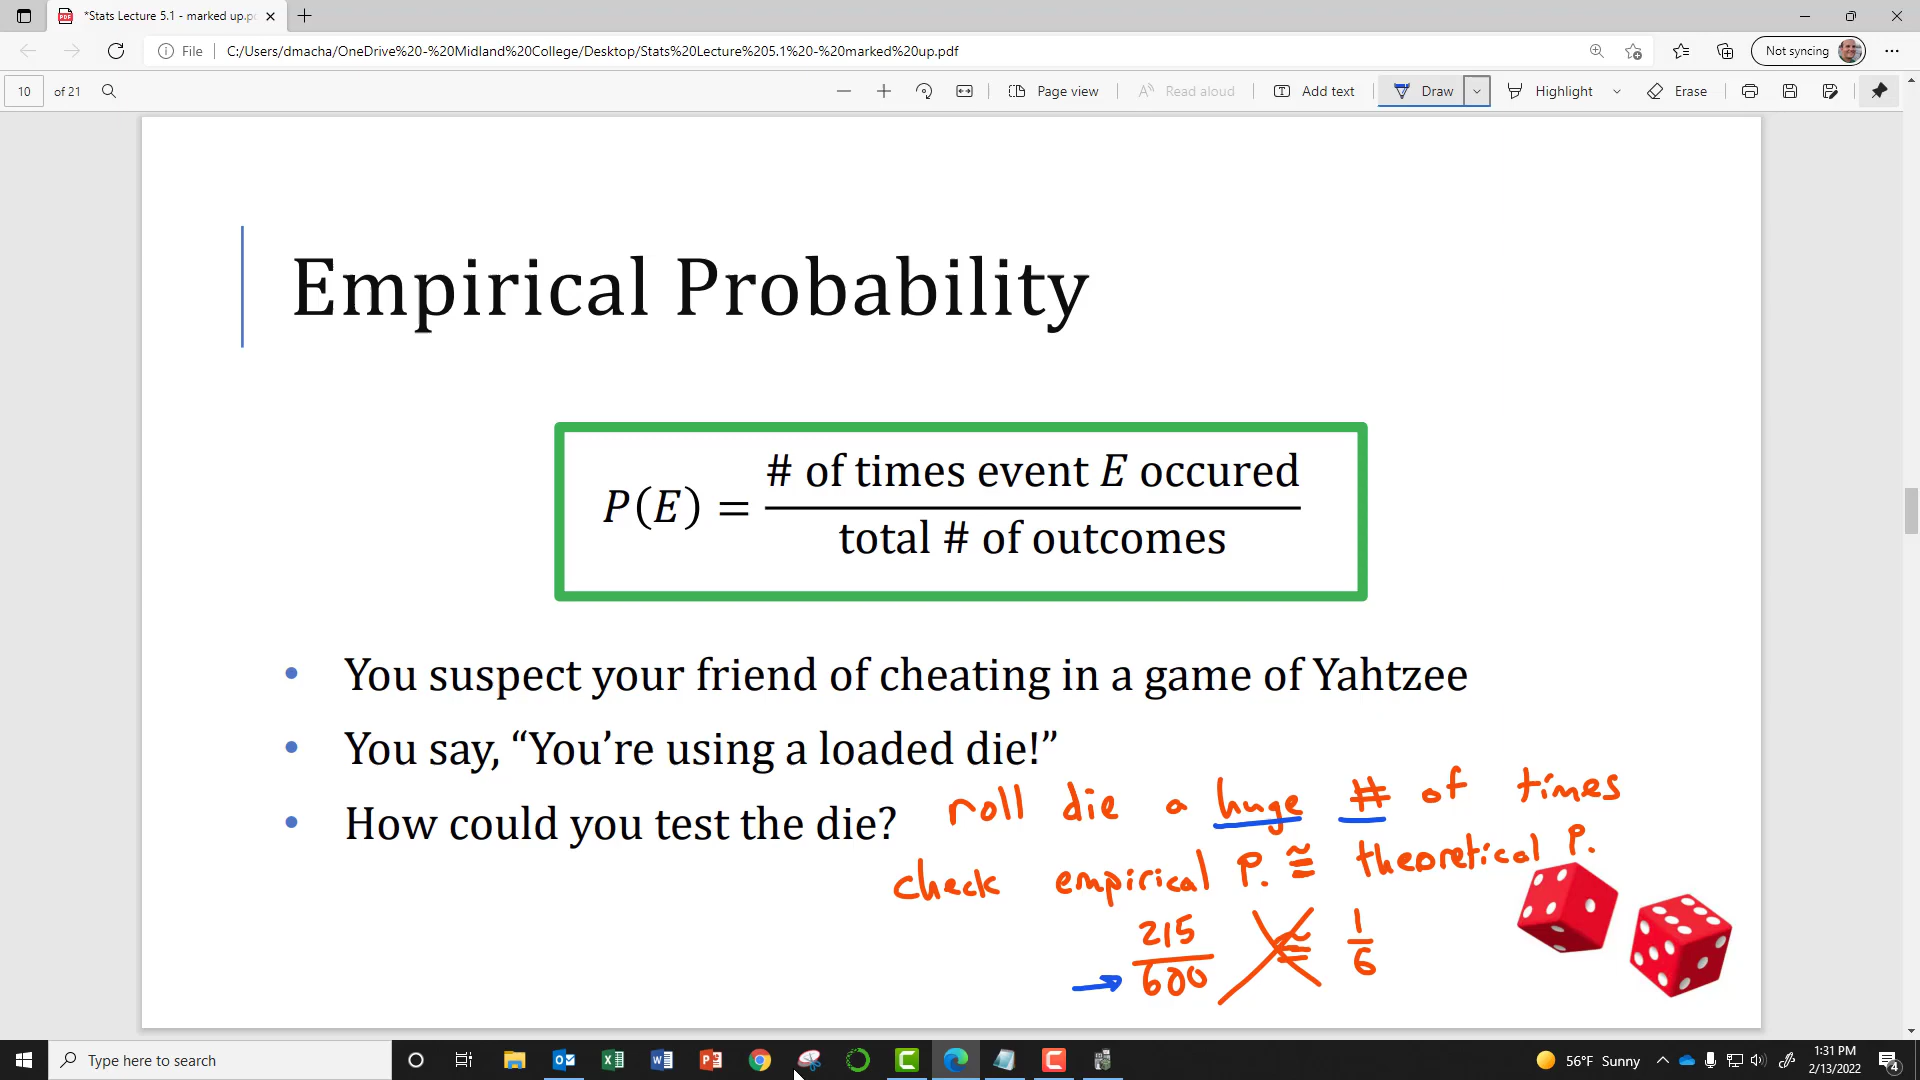 *Stats Lecture 5.1 - marked up.p
File
C:/Users/dmacha/OneDrive%20-%20Midland%20College/Desktop/Stats%20Lecture%205.1%20-%20marked%20up.pdf
Not syncing
10 of 21
Page view
Read aloud
Add text
Draw
Highlight
Erase
Empirical Probability
P(E) = # of times event E occured
total # of outcomes
• You suspect your friend of cheating in a game of Yahtzee
• You say, “You’re using a loaded die!”
• How could you test the die?
roll die a huge # of times
check empirical P. ≅ theoretical P.
215 ≅ 1
600 6
Type here to search
56°F Sunny
1:31 PM
2/13/2022
4